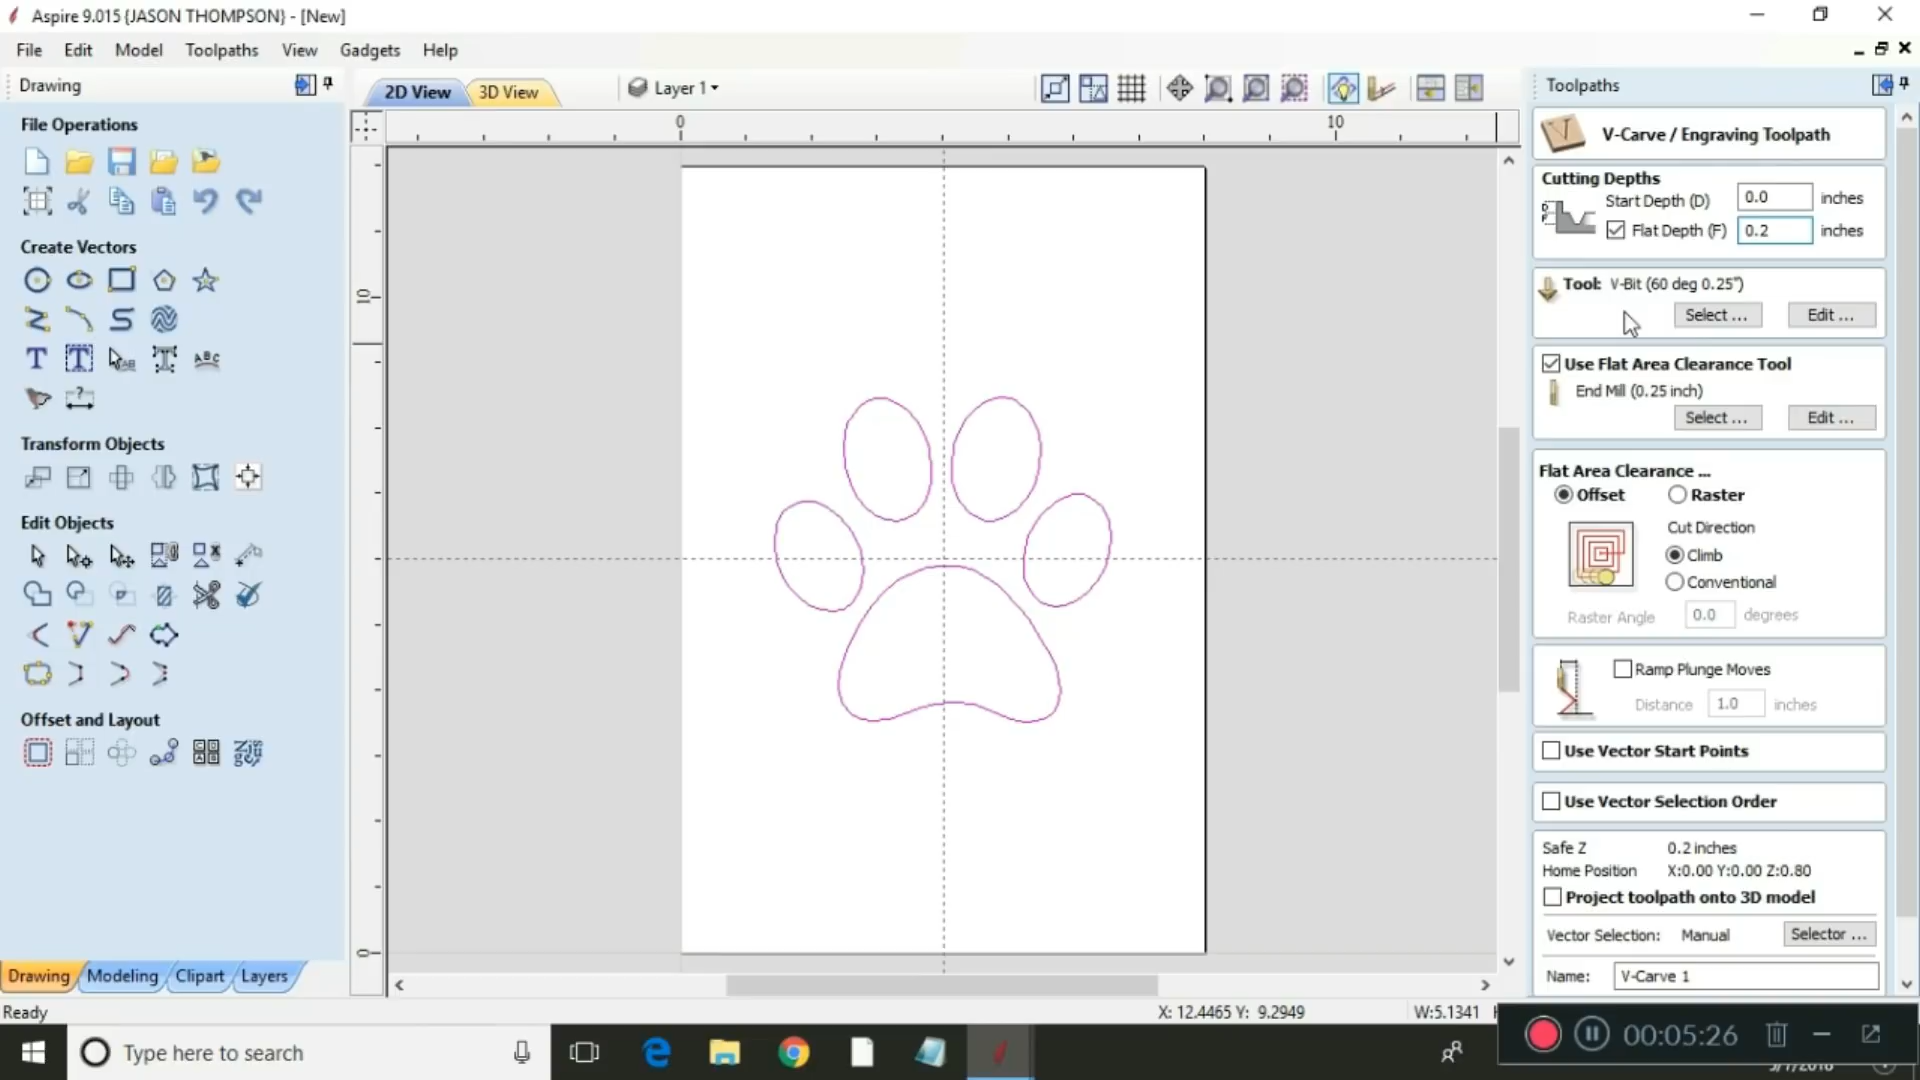 Aspire 9.015 {JASON THOMPSON} - [New]
File Edit Model Toolpaths View Gadgets Help
Drawing
File Operations
Create Vectors
Transform Objects
Edit Objects
Offset and Layout
Drawing Modeling Clipart Layers
Ready
2D View 3D View Layer 1
0 10
10
0
X: 12.4465 Y: 9.2949 W:5.1341
Toolpaths
V-Carve / Engraving Toolpath
Cutting Depths
Start Depth (D) 0.0 inches
Flat Depth (F) 0.2 inches
Tool: V-Bit (60 deg 0.25")
Select ... Edit ...
Use Flat Area Clearance Tool
End Mill (0.25 inch)
Select ... Edit ...
Flat Area Clearance ...
Offset Raster
Cut Direction
Climb
Conventional
Raster Angle 0.0 degrees
Ramp Plunge Moves
Distance 1.0 inches
Use Vector Start Points
Use Vector Selection Order
Safe Z 0.2 inches
Home Position X:0.00 Y:0.00 Z:0.80
Project toolpath onto 3D model
Vector Selection: Manual Selector ...
Name: V-Carve 1
Type here to search
00:05:26